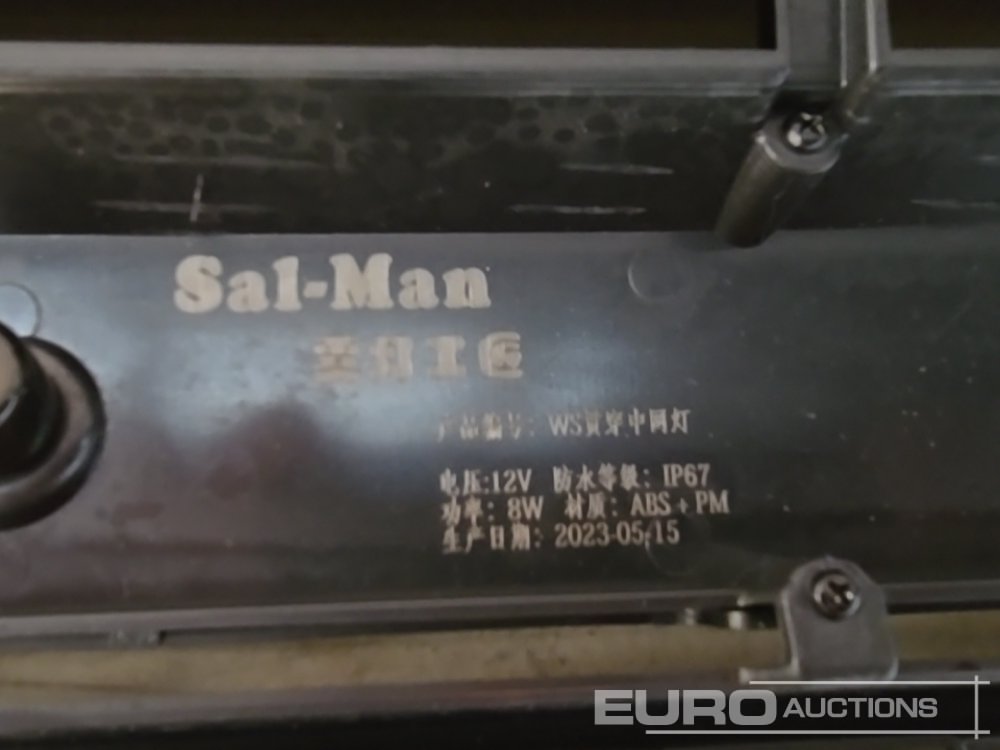 Sal-Man
产品编号: WS贯穿中网灯
电压:12V 防水等级: IP67
功率: 8W 材质: ABS+PM
生产日期: 2023-05-15
EURO AUCTIONS